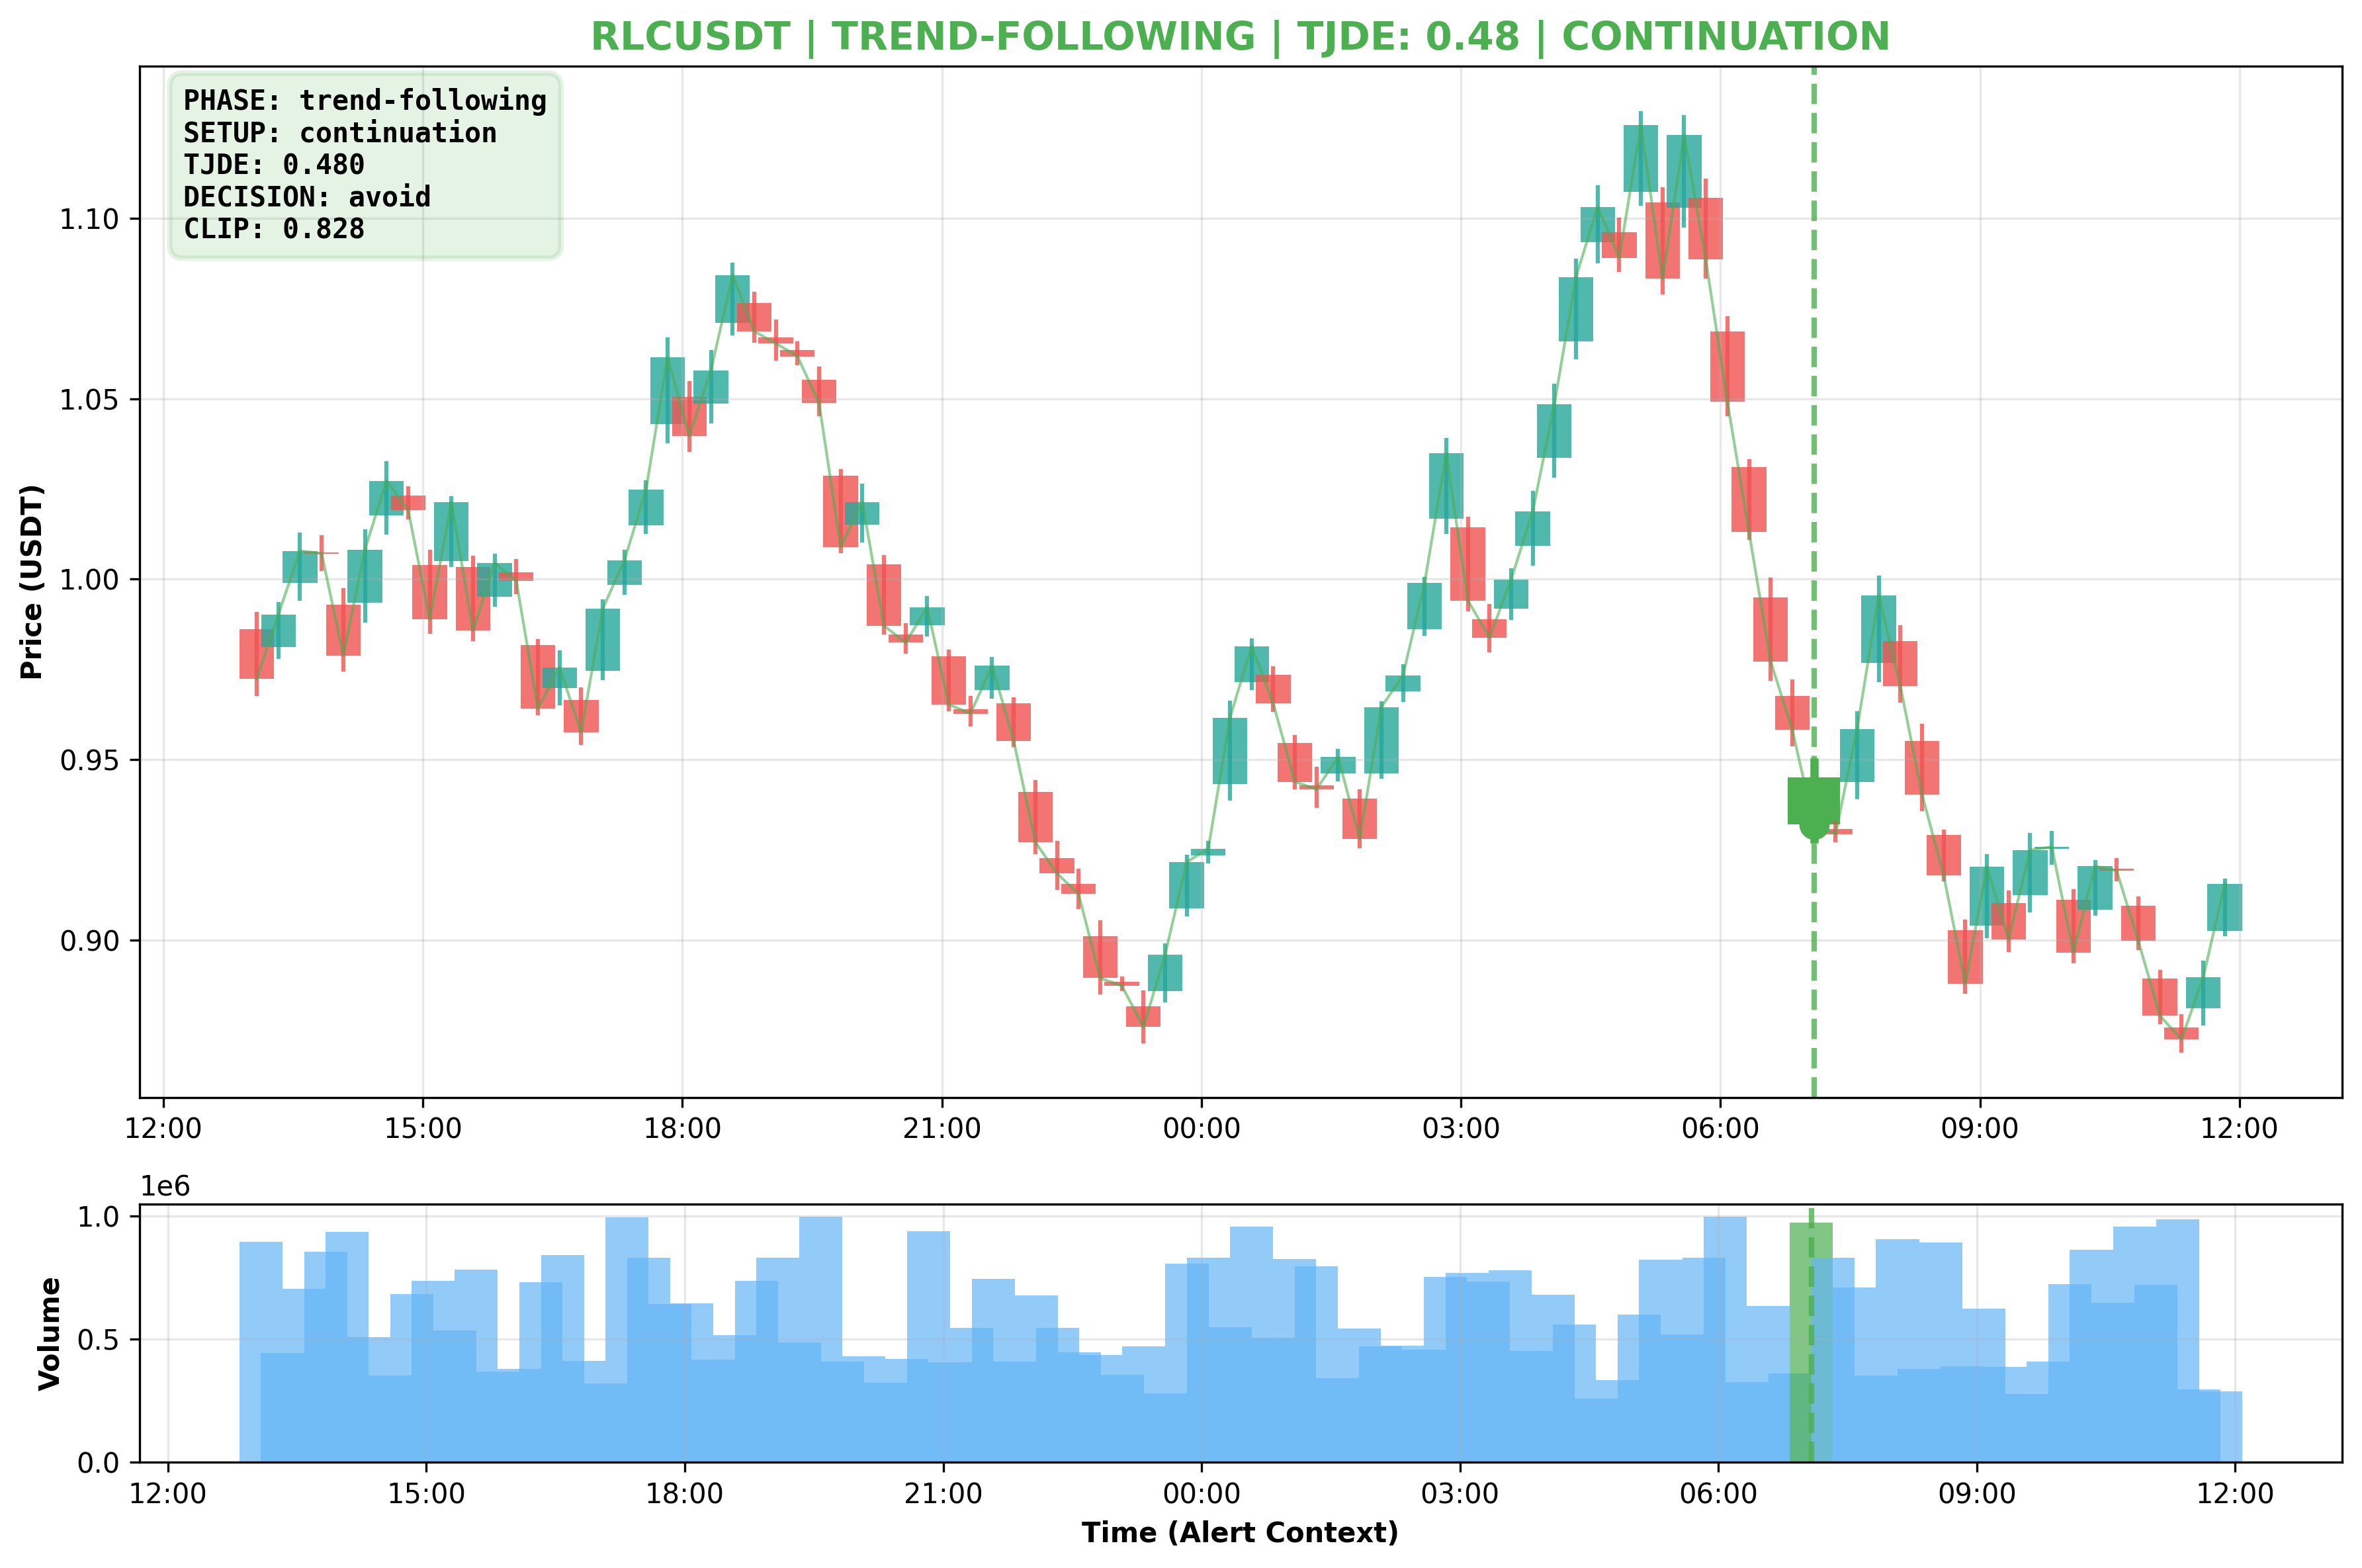 RLCUSDT | TREND-FOLLOWING | TJDE: 0.48 | CONTINUATION
PHASE: trend-following
SETUP: continuation
TJDE: 0.480
DECISION: avoid
CLIP: 0.828
Price (USDT)
1.10
1.05
1.00
0.95
0.90
12:00 15:00 18:00 21:00 00:00 03:00 06:00 09:00 12:00
1e6
Volume
1.0
0.5
0.0
12:00 15:00 18:00 21:00 00:00 03:00 06:00 09:00 12:00
Time (Alert Context)